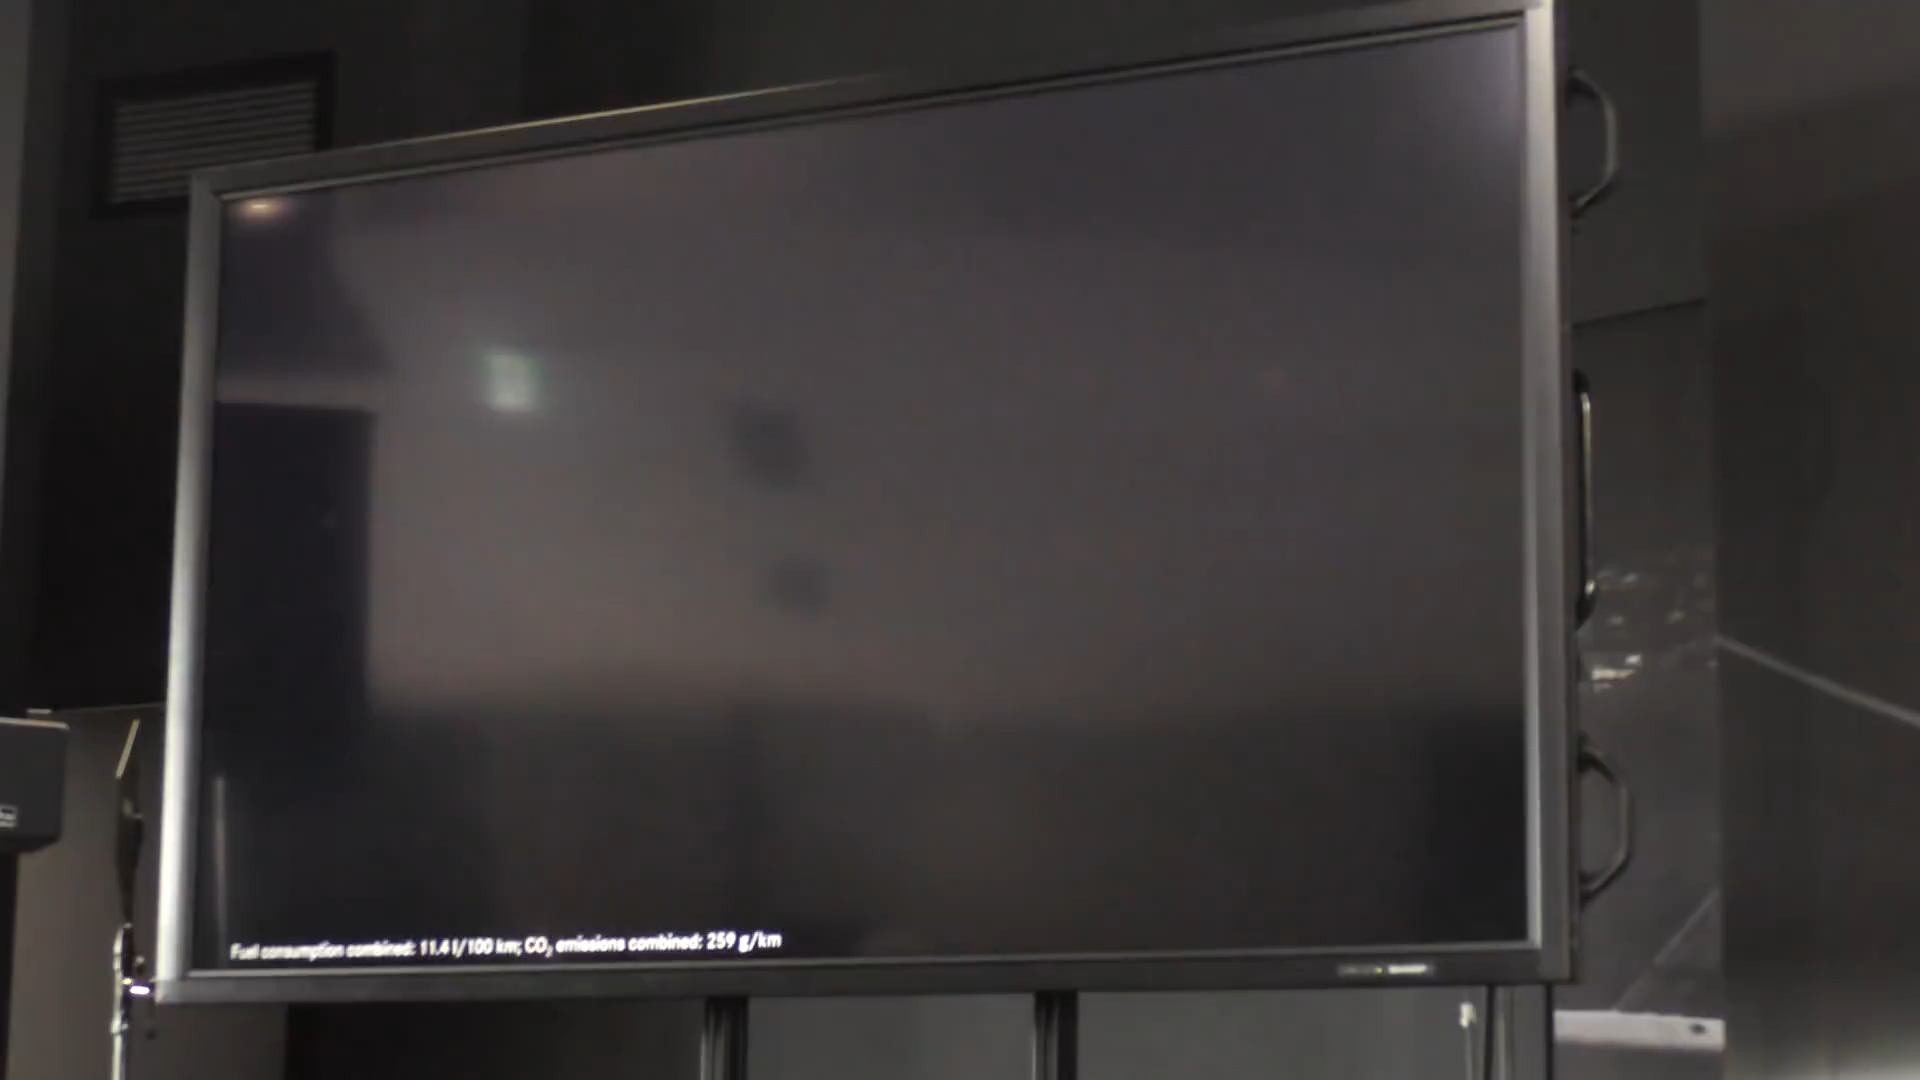 Fuel consumption combined: 11.4 l/100 km; CO₂ emissions combined: 259 g/km